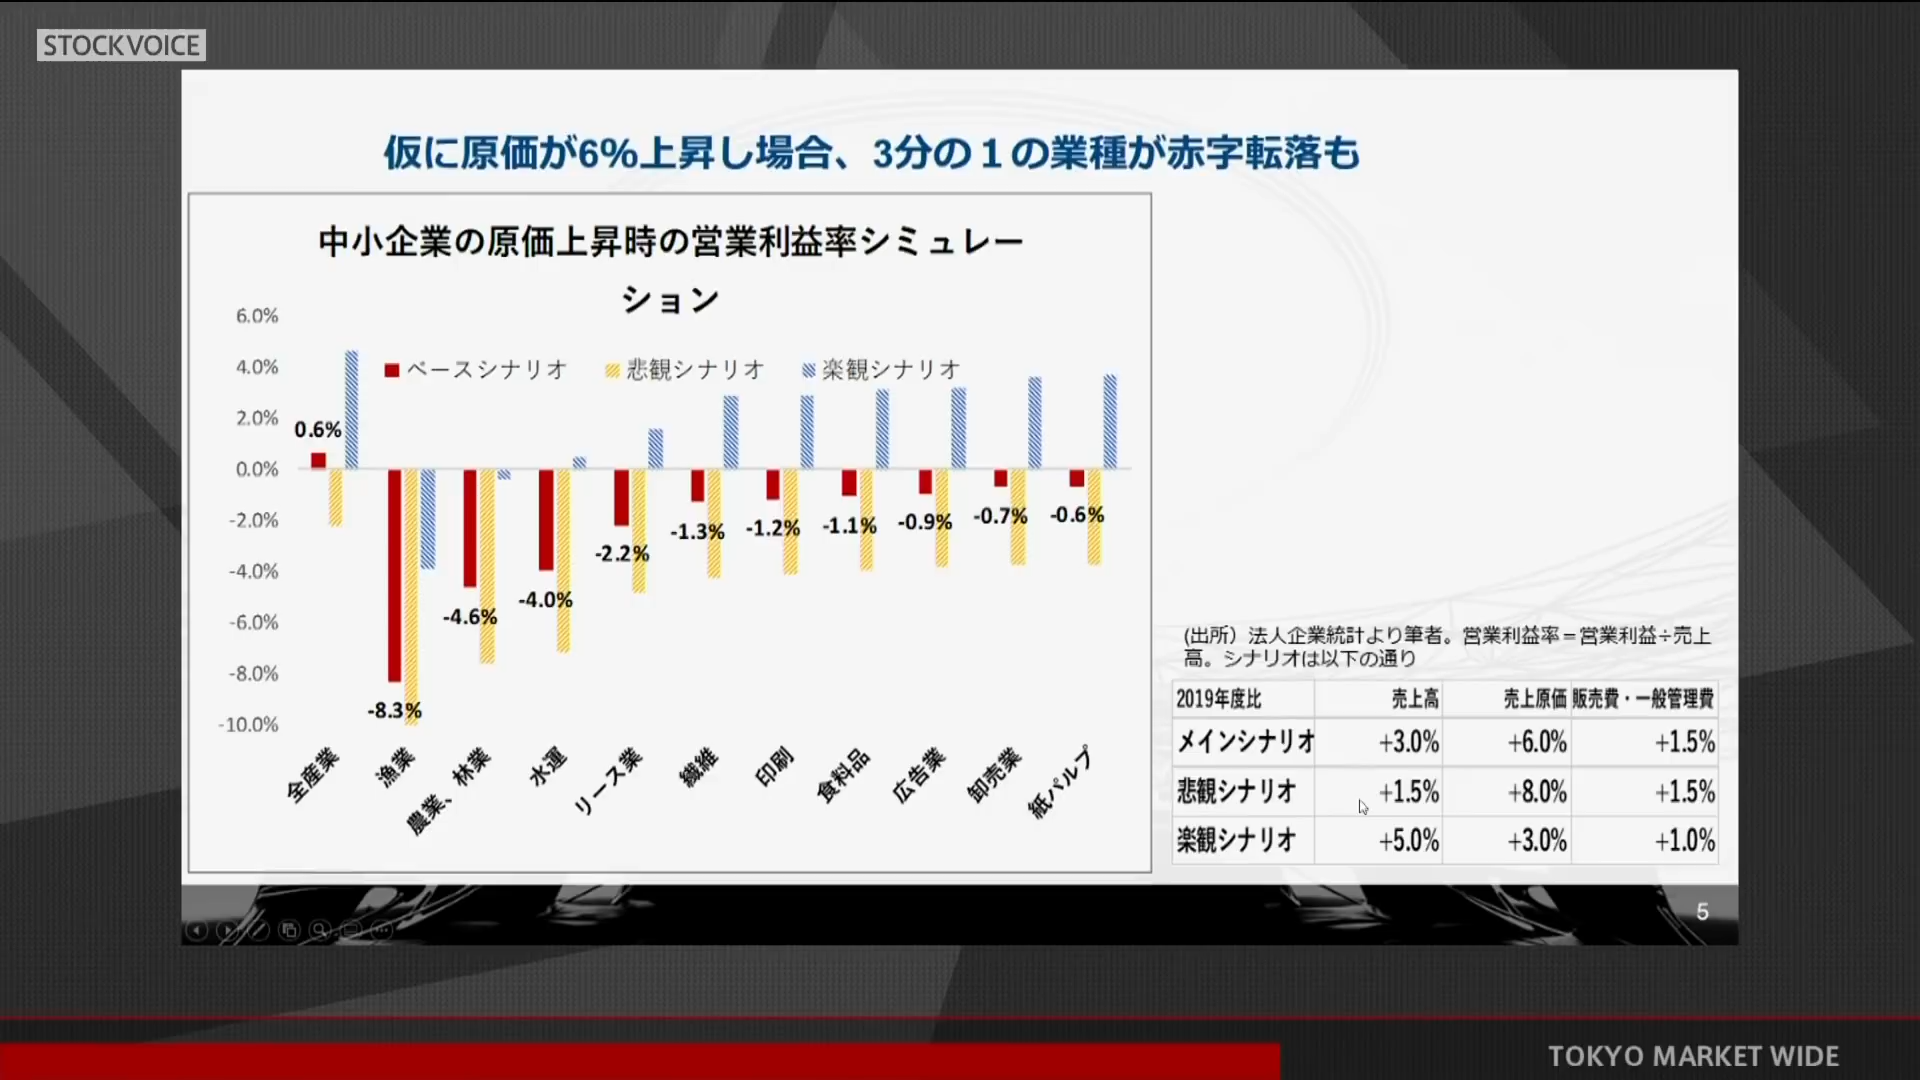 STOCKVOICE
仮に原価が6%上昇し場合、3分の１の業種が赤字転落も
中小企業の原価上昇時の営業利益率シミュレー
ション
6.0%
4.0%
2.0%
0.0%
-2.0%
-4.0%
-6.0%
-8.0%
-10.0%
ベースシナリオ 悲観シナリオ 楽観シナリオ
0.6%
-8.3%
-4.6%
-4.0%
-2.2%
-1.3%
-1.2%
-1.1%
-0.9%
-0.7%
-0.6%
全産業
漁業
農業、林業
水運
リース業
繊維
印刷
食料品
広告業
卸売業
紙パルプ
(出所）法人企業統計より筆者。営業利益率＝営業利益÷売上
高。シナリオは以下の通り
2019年度比 売上高 売上原価 販売費・一般管理費
メインシナリオ +3.0% +6.0% +1.5%
悲観シナリオ +1.5% +8.0% +1.5%
楽観シナリオ +5.0% +3.0% +1.0%
5
TOKYO MARKET WIDE